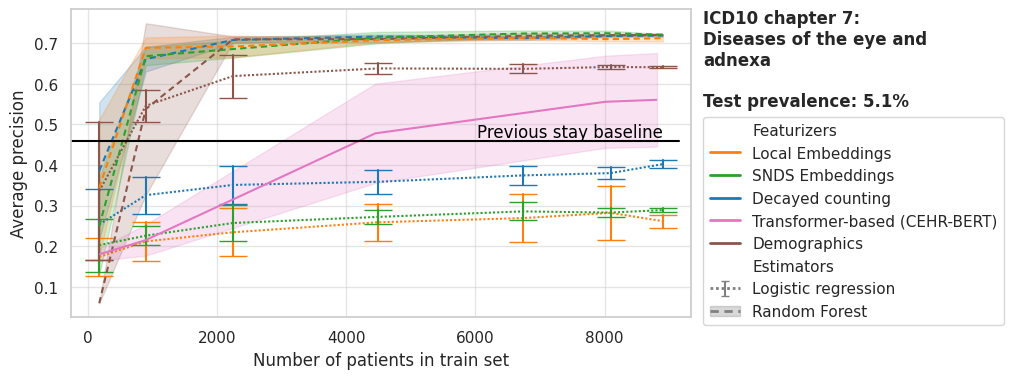 ICD10 chapter 7:
Diseases of the eye and
adnexa
Test prevalence: 5.1%
Average precision
0.7
0.6
0.5
0.4
0.3
0.2
0.1
Previous stay baseline
0
2000
4000
6000
8000
Number of patients in train set
Featurizers
Local Embeddings
SNDS Embeddings
Decayed counting
Transformer-based (CEHR-BERT)
Demographics
Estimators
Logistic regression
Random Forest